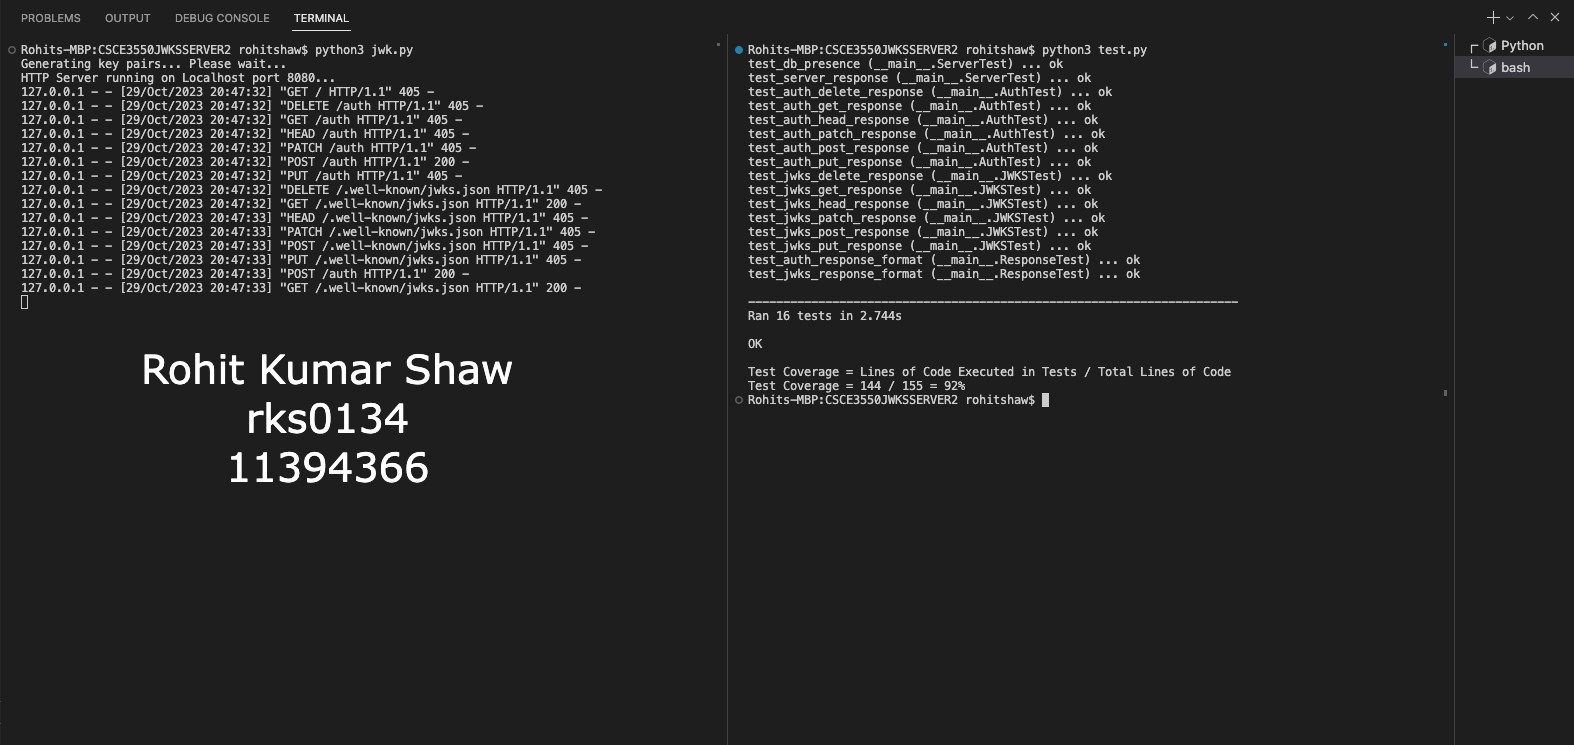 PROBLEMS OUTPUT DEBUG CONSOLE TERMINAL
Rohits-MBP:CSCE3550JWKSSERVER2 rohitshaw$ python3 jwk.py
Generating key pairs... Please wait...
HTTP Server running on Localhost port 8080...
127.0.0.1 - - [29/Oct/2023 20:47:32] "GET / HTTP/1.1" 405 -
127.0.0.1 - - [29/Oct/2023 20:47:32] "DELETE /auth HTTP/1.1" 405 -
127.0.0.1 - - [29/Oct/2023 20:47:32] "GET /auth HTTP/1.1" 405 -
127.0.0.1 - - [29/Oct/2023 20:47:32] "HEAD /auth HTTP/1.1" 405 -
127.0.0.1 - - [29/Oct/2023 20:47:32] "PATCH /auth HTTP/1.1" 405 -
127.0.0.1 - - [29/Oct/2023 20:47:32] "POST /auth HTTP/1.1" 200 -
127.0.0.1 - - [29/Oct/2023 20:47:32] "PUT /auth HTTP/1.1" 405 -
127.0.0.1 - - [29/Oct/2023 20:47:32] "DELETE /.well-known/jwks.json HTTP/1.1" 405 -
127.0.0.1 - - [29/Oct/2023 20:47:32] "GET /.well-known/jwks.json HTTP/1.1" 200 -
127.0.0.1 - - [29/Oct/2023 20:47:33] "HEAD /.well-known/jwks.json HTTP/1.1" 405 -
127.0.0.1 - - [29/Oct/2023 20:47:33] "PATCH /.well-known/jwks.json HTTP/1.1" 405 -
127.0.0.1 - - [29/Oct/2023 20:47:33] "POST /.well-known/jwks.json HTTP/1.1" 405 -
127.0.0.1 - - [29/Oct/2023 20:47:33] "PUT /.well-known/jwks.json HTTP/1.1" 405 -
127.0.0.1 - - [29/Oct/2023 20:47:33] "POST /auth HTTP/1.1" 200 -
127.0.0.1 - - [29/Oct/2023 20:47:33] "GET /.well-known/jwks.json HTTP/1.1" 200 -
Rohit Kumar Shaw
rks0134
11394366
Rohits-MBP:CSCE3550JWKSSERVER2 rohitshaw$ python3 test.py
test_db_presence (__main__.ServerTest) ... ok
test_server_response (__main__.ServerTest) ... ok
test_auth_delete_response (__main__.AuthTest) ... ok
test_auth_get_response (__main__.AuthTest) ... ok
test_auth_head_response (__main__.AuthTest) ... ok
test_auth_patch_response (__main__.AuthTest) ... ok
test_auth_post_response (__main__.AuthTest) ... ok
test_auth_put_response (__main__.AuthTest) ... ok
test_jwks_delete_response (__main__.JWKSTest) ... ok
test_jwks_get_response (__main__.JWKSTest) ... ok
test_jwks_head_response (__main__.JWKSTest) ... ok
test_jwks_patch_response (__main__.JWKSTest) ... ok
test_jwks_post_response (__main__.JWKSTest) ... ok
test_jwks_put_response (__main__.JWKSTest) ... ok
test_auth_response_format (__main__.ResponseTest) ... ok
test_jwks_response_format (__main__.ResponseTest) ... ok
----------------------------------------------------------------------
Ran 16 tests in 2.744s
OK
Test Coverage = Lines of Code Executed in Tests / Total Lines of Code
Test Coverage = 144 / 155 = 92%
Rohits-MBP:CSCE3550JWKSSERVER2 rohitshaw$
Python
bash